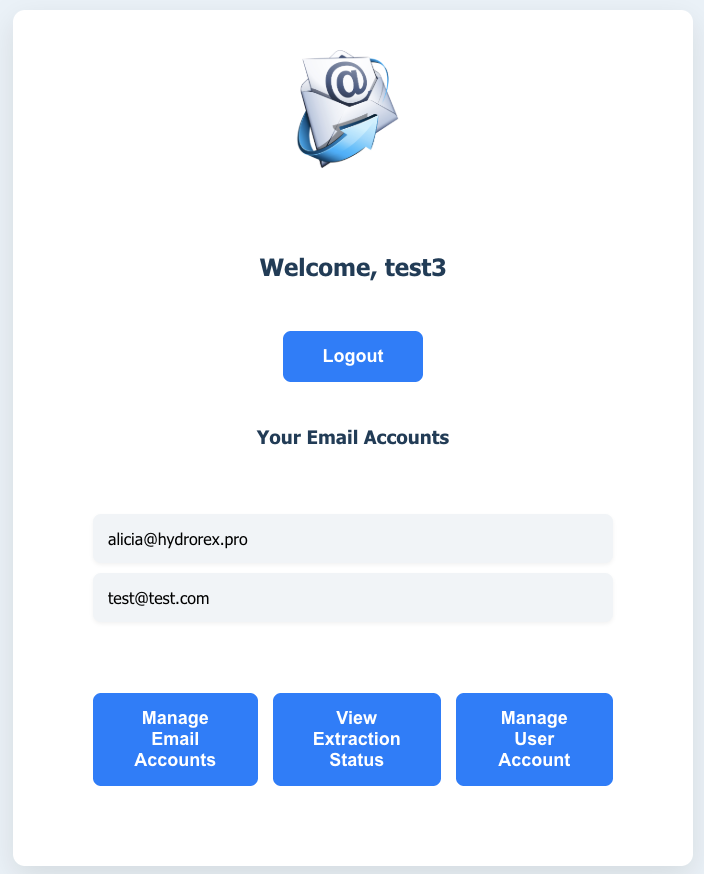 @
Welcome, test3
Logout
Your Email Accounts
alicia@hydrorex.pro
test@test.com
Manage
Email
Accounts
View
Extraction
Status
Manage
User
Account